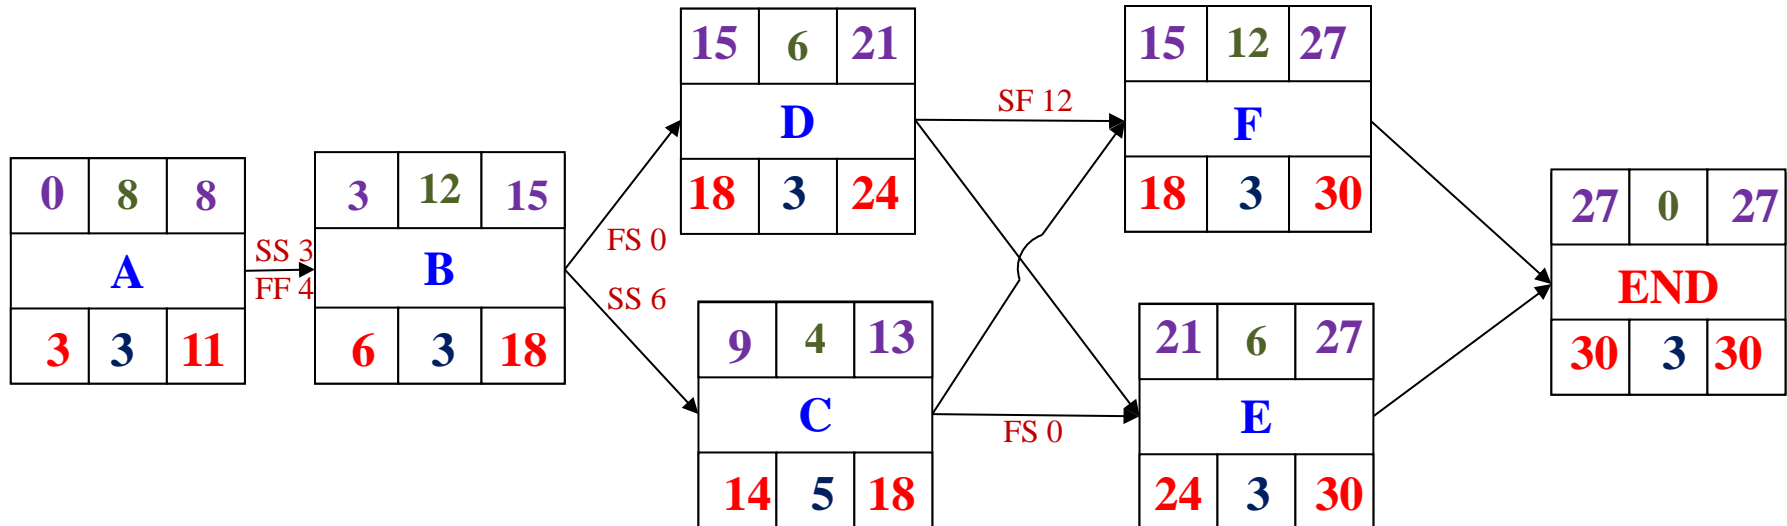 0 8 8
A
3 3 11
SS 3
FF 4
3 12 15
B
6 3 18
FS 0
SS 6
15 6 21
D
18 3 24
9 4 13
C
14 5 18
SF 12
FS 0
15 12 27
F
18 3 30
21 6 27
E
24 3 30
27 0 27
END
30 3 30